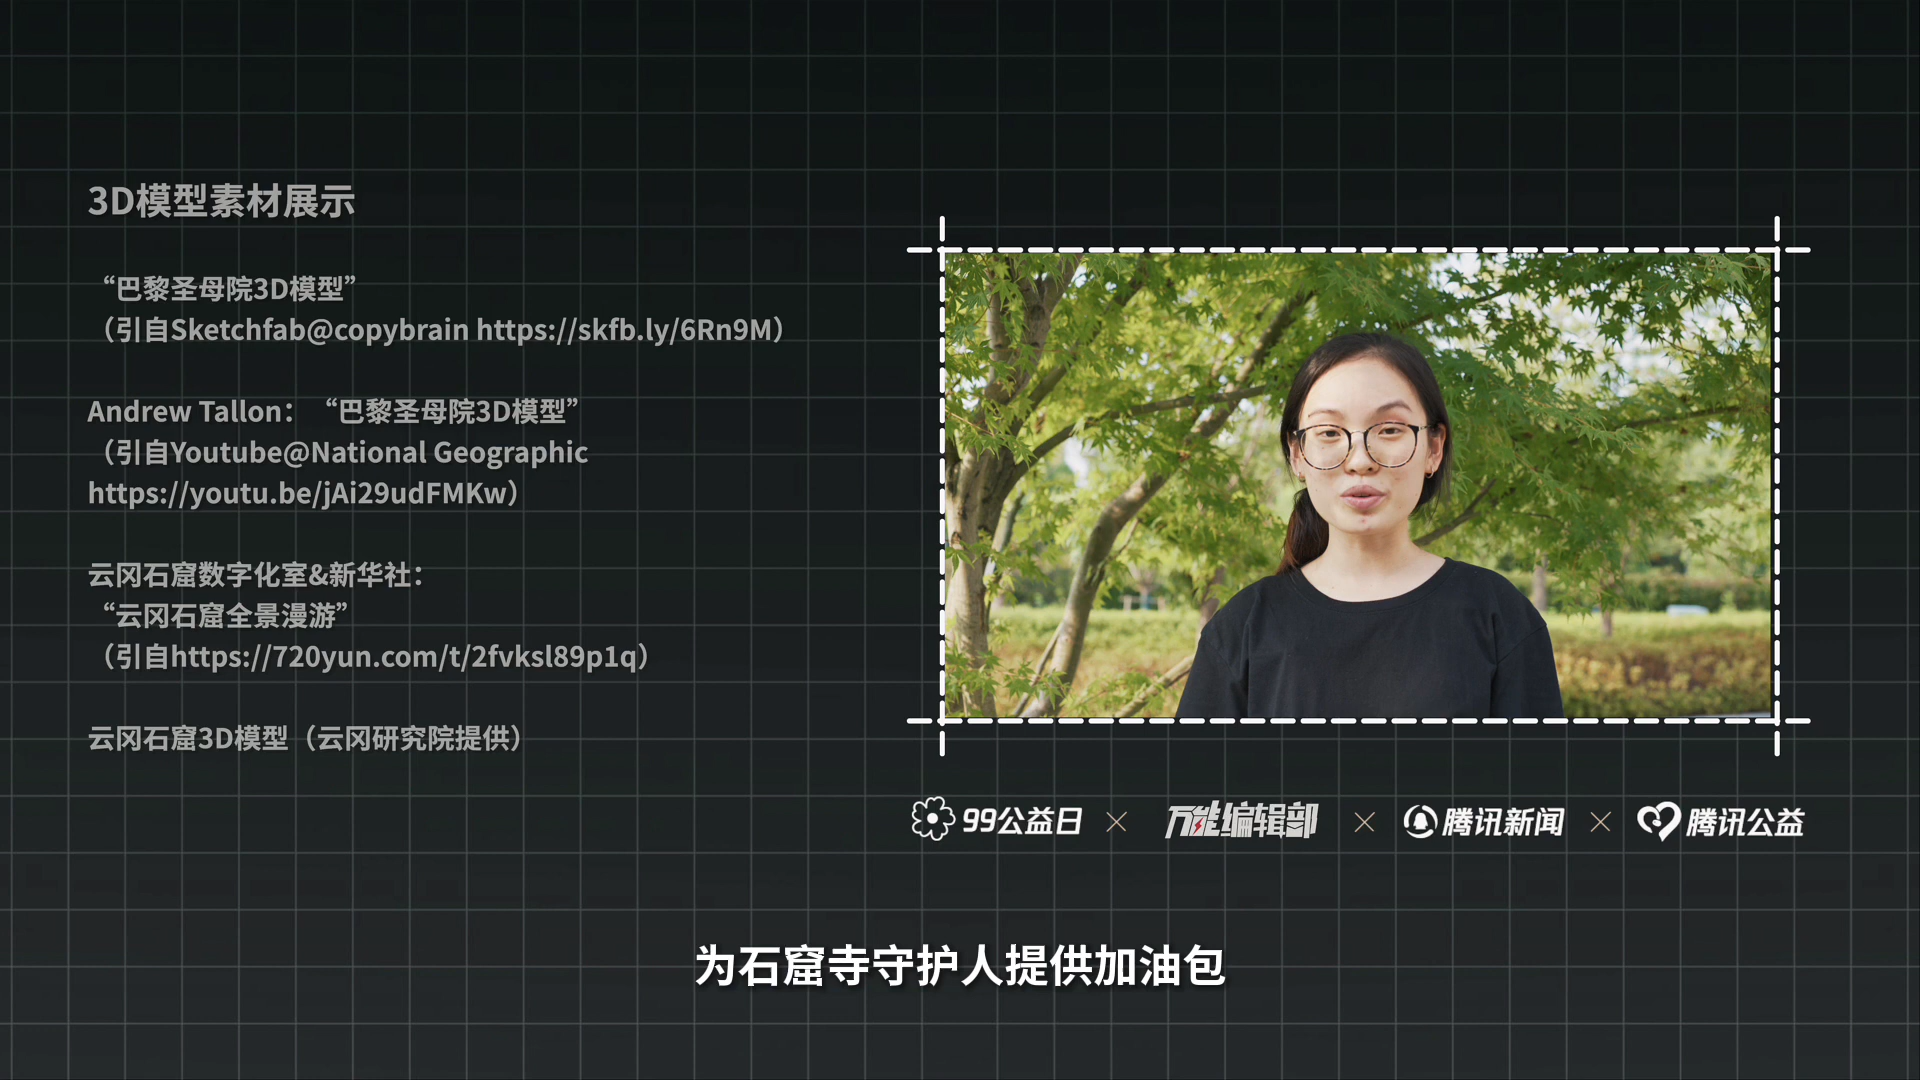 3D模型素材展示
“巴黎圣母院3D模型”
（引自Sketchfab@copybrain https://skfb.ly/6Rn9M）
Andrew Tallon：“巴黎圣母院3D模型”
（引自Youtube@National Geographic
https://youtu.be/jAi29udFMKw）
云冈石窟数字化室&新华社：
“云冈石窟全景漫游”
（引自https://720yun.com/t/2fvksl89p1q）
云冈石窟3D模型（云冈研究院提供）
99公益日 × 万能编辑部 × 腾讯新闻 × 腾讯公益
为石窟寺守护人提供加油包